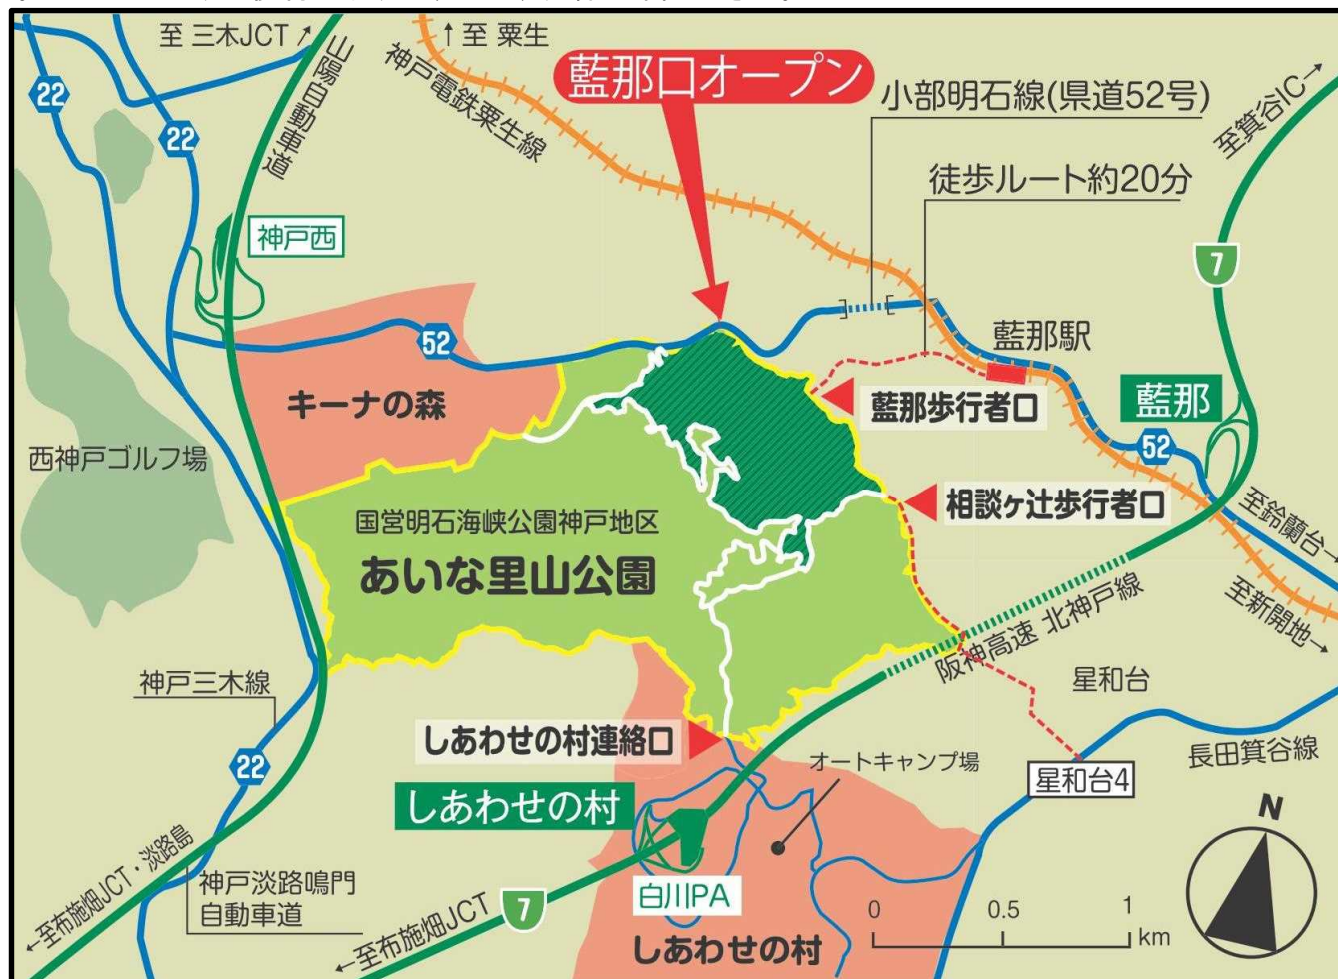 至 三木JCT↗
↑至 粟生
山陽自動車道
神戸電鉄粟生線
藍那口オープン
小部明石線(県道52号)
至箕谷IC→
22
22
徒歩ルート約20分
神戸西
7
52
藍那駅
キーナの森
藍那歩行者口
藍那
西神戸ゴルフ場
52
相談ヶ辻歩行者口
至鈴蘭台→
国営明石海峡公園神戸地区
あいな里山公園
至新開地→
阪神高速 北神戸線
神戸三木線
星和台
しあわせの村連絡口
オートキャンプ場
長田箕谷線
22
星和台4
しあわせの村
N
←至布施畑JCT・淡路島
神戸淡路鳴門
自動車道
←至布施畑JCT
7
白川PA
しあわせの村
0 0.5 1
km